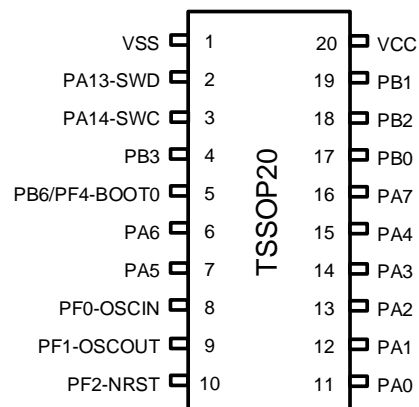 VSS 1 20 VCC
PA13-SWD 2 19 PB1
PA14-SWC 3 18 PB2
PB3 4 17 PB0
PB6/PF4-BOOT0 5 16 PA7
PA6 6 15 PA4
PA5 7 14 PA3
PF0-OSCIN 8 13 PA2
PF1-OSCOUT 9 12 PA1
PF2-NRST 10 11 PA0
TSSOP20